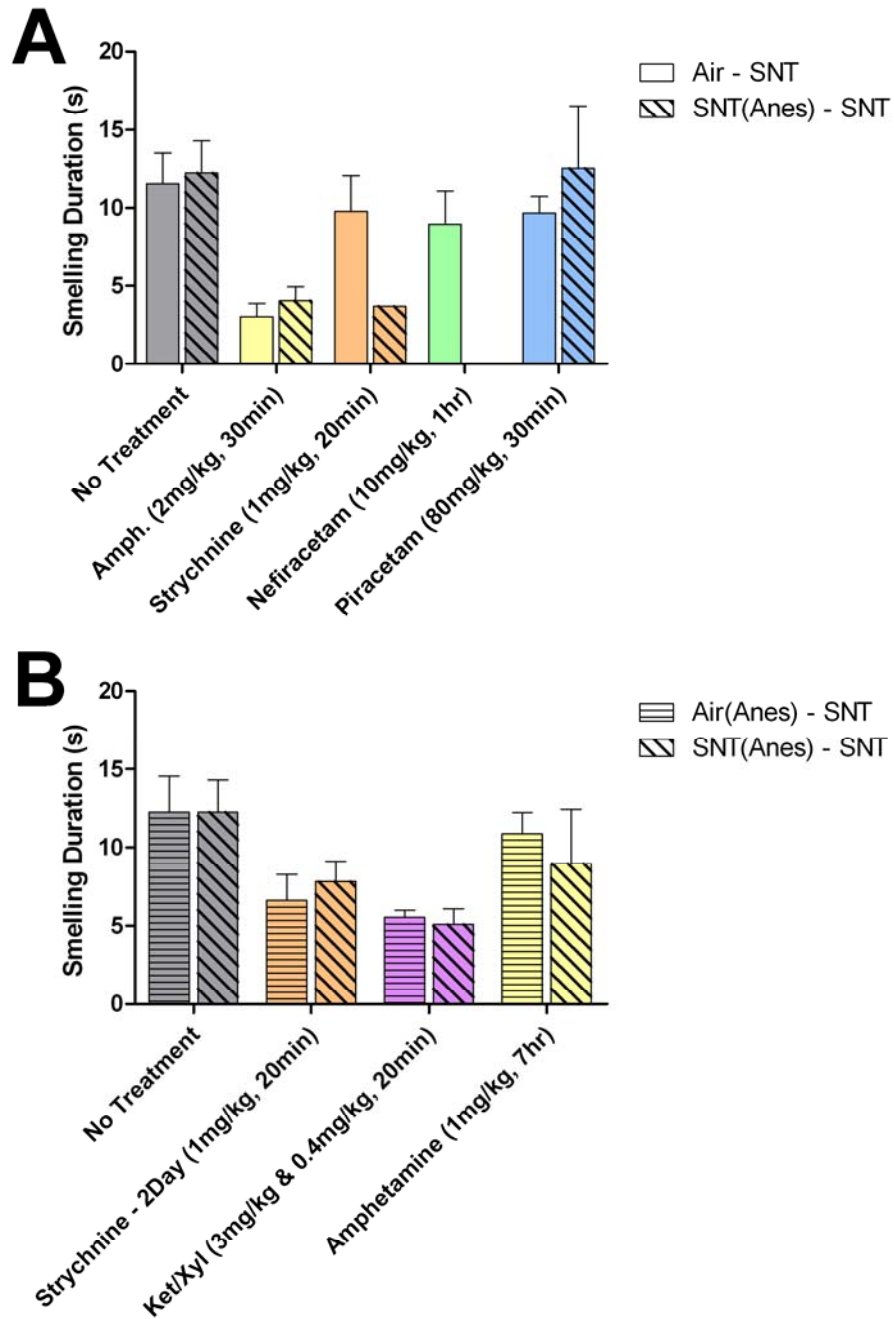 A
20
15
10
5
0
Smelling Duration (s)
Air - SNT
SNT(Anes) - SNT
No Treatment
Amph. (2mg/kg, 30min)
Strychnine (1mg/kg, 20min)
Nefiracetam (10mg/kg, 1hr)
Piracetam (80mg/kg, 30min)
B
20
15
10
5
0
Smelling Duration (s)
Air(Anes) - SNT
SNT(Anes) - SNT
No Treatment
Strychnine - 2Day (1mg/kg, 20min)
Ket/Xyl (3mg/kg & 0.4mg/kg, 20min)
Amphetamine (1mg/kg, 7hr)